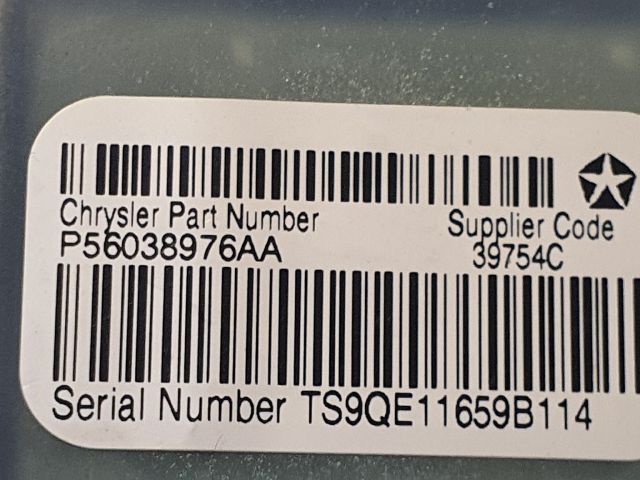 Chrysler Part Number
P56038976AA
Supplier Code
39754C
Serial Number TS9QE11659B114